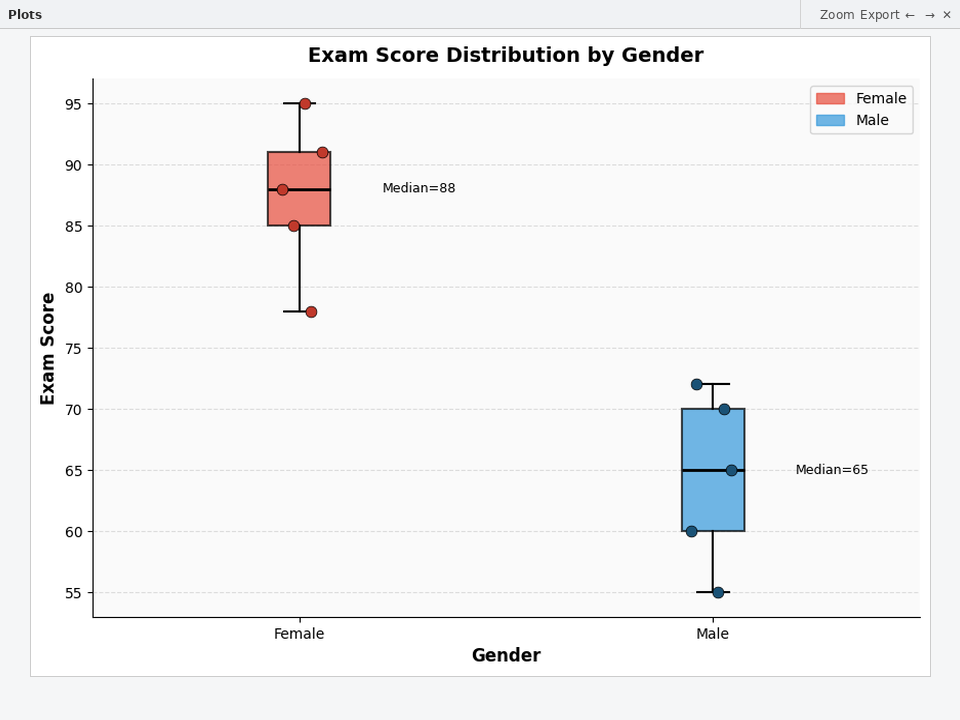 Plots
Zoom Export ← → ×
Exam Score Distribution by Gender
Female
Male
95
90
85
80
75
70
65
60
55
Median=88
Median=65
Exam Score
Female
Male
Gender